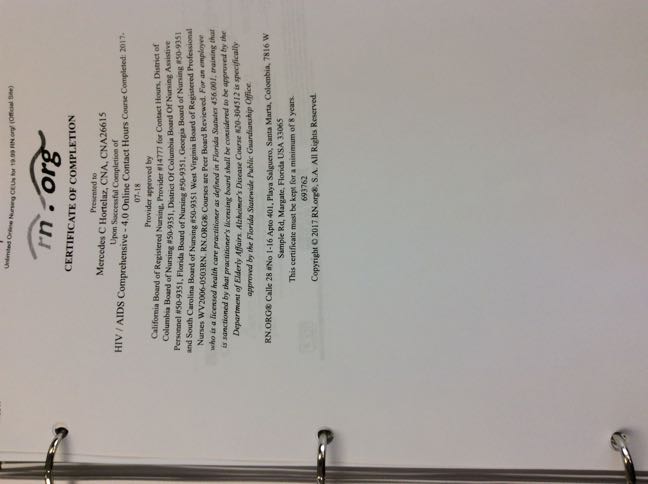 Unlimited Online Nursing CEUs for 19.99 RN.org! (Official Site)
rn.org
CERTIFICATE OF COMPLETION
Presented to
Mercedes C Hortelaz, CNA, CNA26615
Upon Successful Completion of
HIV / AIDS Comprehensive - 4.0 Online Contact Hours Course Completed: 2017-
07-18
Provider approved by
California Board of Registered Nursing, Provider #14777 for Contact Hours, District of
Columbia Board of Nursing #50-9351, District Of Columbia Board Of Nursing Assistive
Personnel #50-9351, Florida Board of Nursing #50-9351, Georgia Board of Nursing #50-9351
and South Carolina Board of Nursing #50-9351 West Virginia Board of Registered Professional
Nurses WV2006-0503RN. RN.ORG® Courses are Peer Board Reviewed. For an employee
who is a licensed health care practitioner as defined in Florida Statutes 456.001, training that
is sanctioned by that practitioner's licensing board shall be considered to be approved by the
Department of Elderly Affairs. Alzheimer's Disease Course #20-304512 is specifically
approved by the Florida Statewide Public Guardianship Office.
RN.ORG® Calle 28 #No 1-16 Apto 401, Playa Salguero, Santa Marta, Colombia, 7816 W
Sample Rd, Margate, Florida USA 33065
This certificate must be kept for a minimum of 8 years.
693762
Copyright © 2017 RN.org®, S.A. All Rights Reserved.